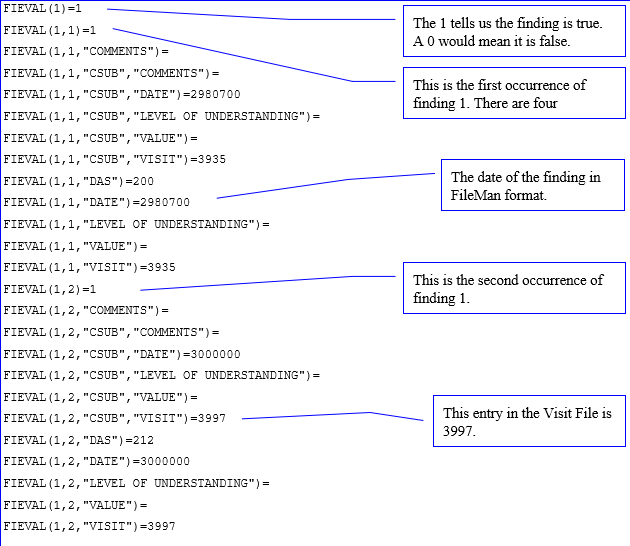 FIEVAL(1)=1
The 1 tells us the finding is true.
A 0 would mean it is false.
FIEVAL(1,1)=1
FIEVAL(1,1,"COMMENTS")=
FIEVAL(1,1,"CSUB","COMMENTS")=
This is the first occurrence of
finding 1. There are four
FIEVAL(1,1,"CSUB","DATE")=2980700
FIEVAL(1,1,"CSUB","LEVEL OF UNDERSTANDING")=
FIEVAL(1,1,"CSUB","VALUE")=
FIEVAL(1,1,"CSUB","VISIT")=3935
FIEVAL(1,1,"DAS")=200
The date of the finding in
FileMan format.
FIEVAL(1,1,"DATE")=2980700
FIEVAL(1,1,"LEVEL OF UNDERSTANDING")=
FIEVAL(1,1,"VALUE")=
FIEVAL(1,1,"VISIT")=3935
This is the second occurrence of
finding 1.
FIEVAL(1,2)=1
FIEVAL(1,2,"COMMENTS")=
FIEVAL(1,2,"CSUB","COMMENTS")=
FIEVAL(1,2,"CSUB","DATE")=3000000
FIEVAL(1,2,"CSUB","LEVEL OF UNDERSTANDING")=
FIEVAL(1,2,"CSUB","VALUE")=
FIEVAL(1,2,"CSUB","VISIT")=3997
This entry in the Visit File is
3997.
FIEVAL(1,2,"DAS")=212
FIEVAL(1,2,"DATE")=3000000
FIEVAL(1,2,"LEVEL OF UNDERSTANDING")=
FIEVAL(1,2,"VALUE")=
FIEVAL(1,2,"VISIT")=3997